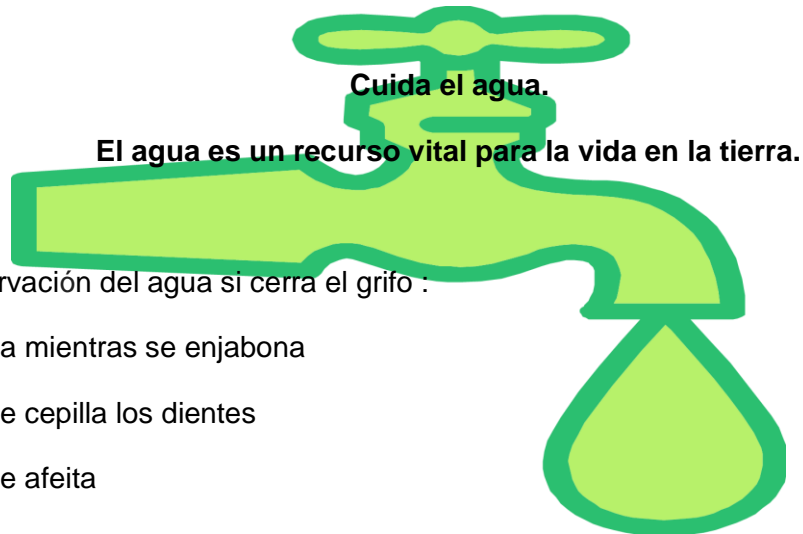 Cuida el agua.
El agua es un recurso vital para la vida en la tierra.
rvación del agua si cerra el grifo :
a mientras se enjabona
e cepilla los dientes
e afeita